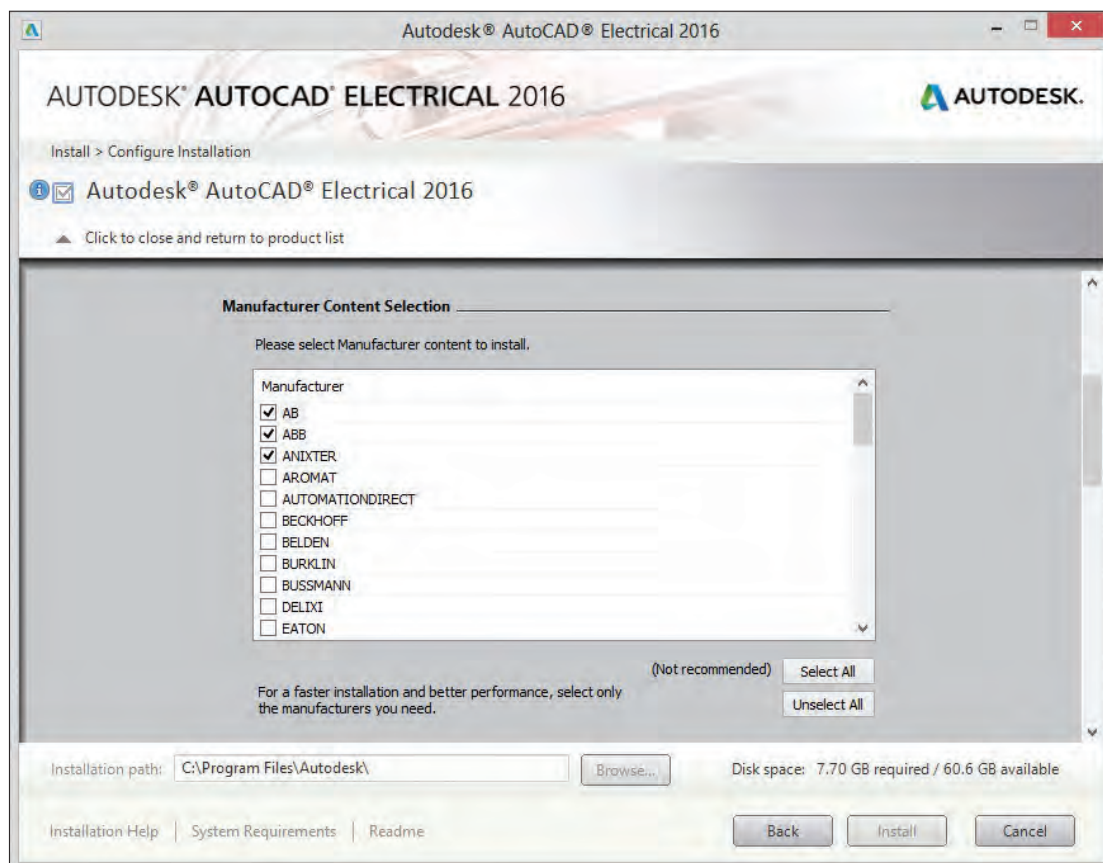 Autodesk® AutoCAD® Electrical 2016
AUTODESK® AUTOCAD® ELECTRICAL 2016
AUTODESK.
Install > Configure Installation
Autodesk® AutoCAD® Electrical 2016
Click to close and return to product list
Manufacturer Content Selection
Please select Manufacturer content to install.
Manufacturer
AB
ABB
ANIXTER
AROMAT
AUTOMATIONDIRECT
BECKHOFF
BELDEN
BURKLIN
BUSSMANN
DELIXI
EATON
(Not recommended) Select All
For a faster installation and better performance, select only
the manufacturers you need.
Unselect All
Installation path: C:\Program Files\Autodesk\ Browse... Disk space: 7.70 GB required / 60.6 GB available
Installation Help | System Requirements | Readme Back Install Cancel